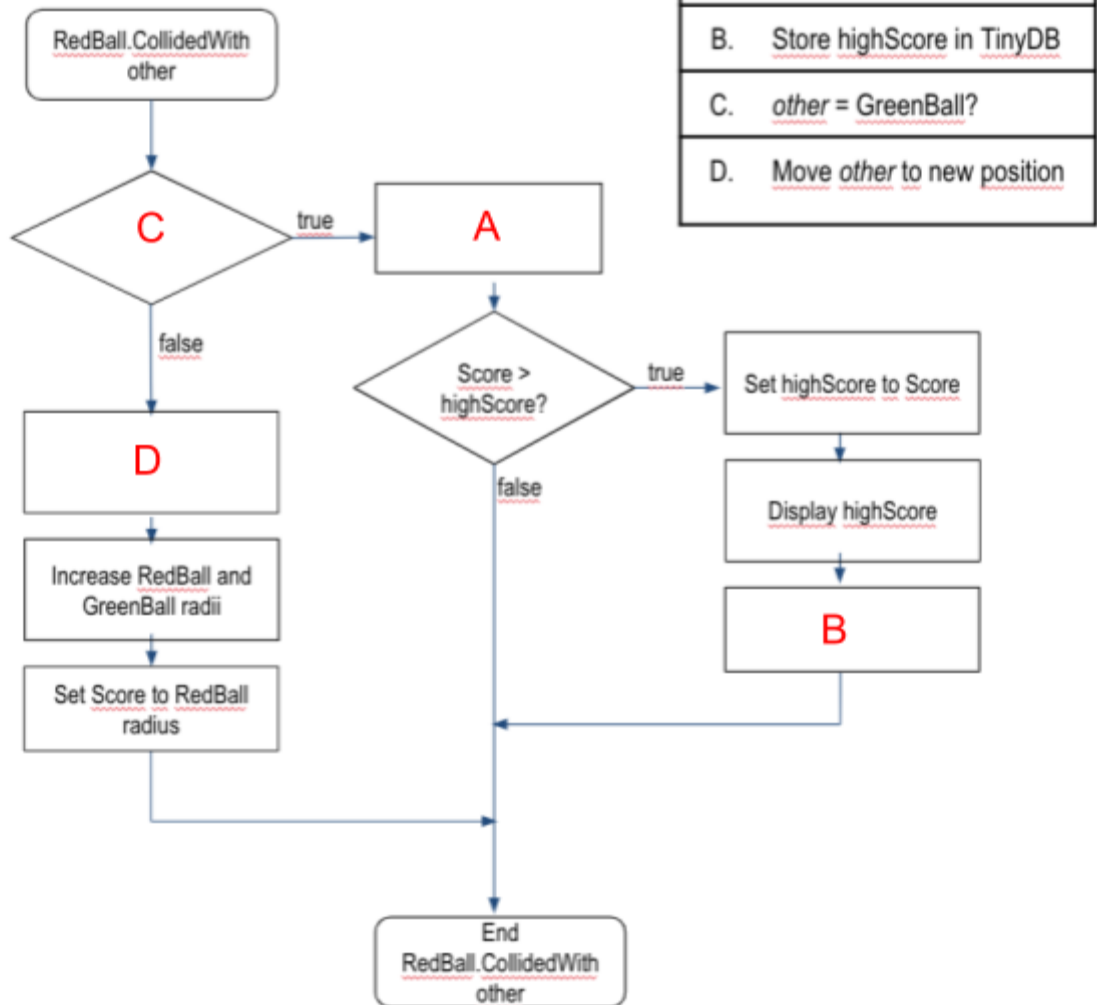 RedBall.CollidedWith
other
B. Store highScore in TinyDB
C. other = GreenBall?
D. Move other to new position
C
true
A
false
Score >
highScore?
true
Set highScore to Score
D
false
Display highScore
Increase RedBall and
GreenBall radii
B
Set Score to RedBall
radius
End
RedBall.CollidedWith
other